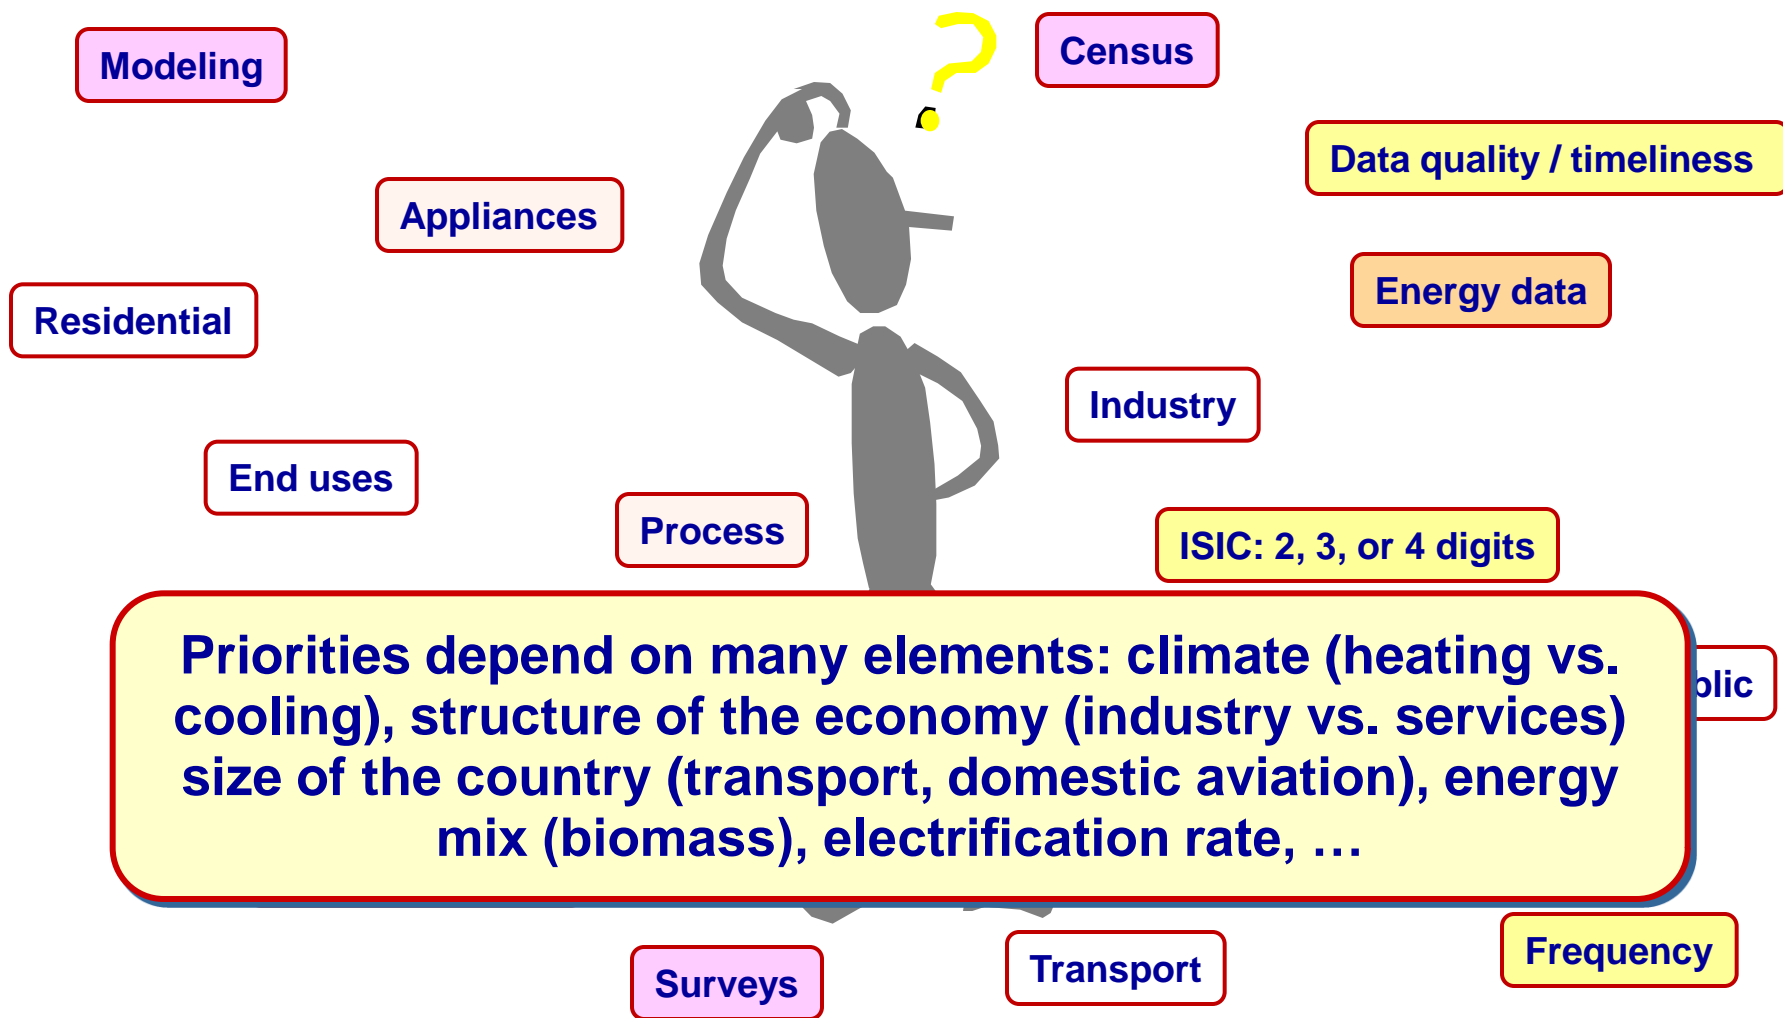 Modeling
Census
Data quality / timeliness
Appliances
Energy data
Residential
Industry
End uses
Process
ISIC: 2, 3, or 4 digits
Priorities depend on many elements: climate (heating vs.
cooling), structure of the economy (industry vs. services)
size of the country (transport, domestic aviation), energy
mix (biomass), electrification rate, …
Frequency
Transport
Surveys